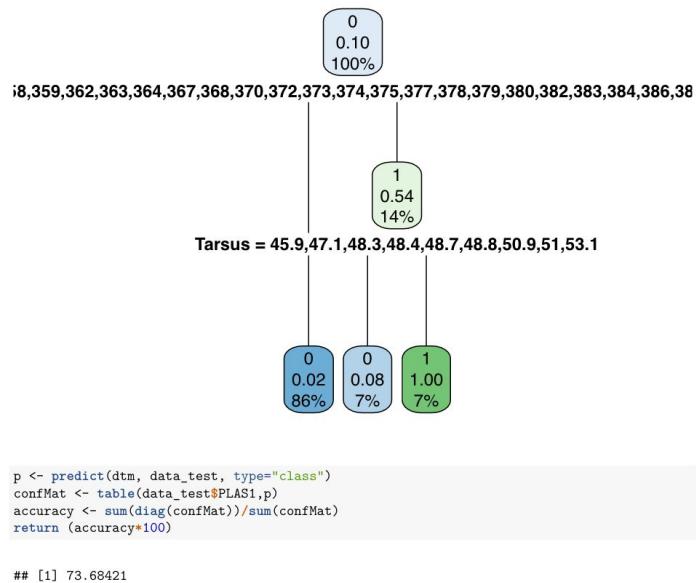 0
0.10
100%
58,359,362,363,364,367,368,370,372,373,374,375,377,378,379,380,382,383,384,386,38
1
0.54
14%
Tarsus = 45.9,47.1,48.3,48.4,48.7,48.8,50.9,51,53.1
0 0 1
0.02 0.08 1.00
86% 7% 7%
p <- predict(dtm, data_test, type="class")
confMat <- table(data_test$PLAS1,p)
accuracy <- sum(diag(confMat))/sum(confMat)
return (accuracy*100)
## [1] 73.68421